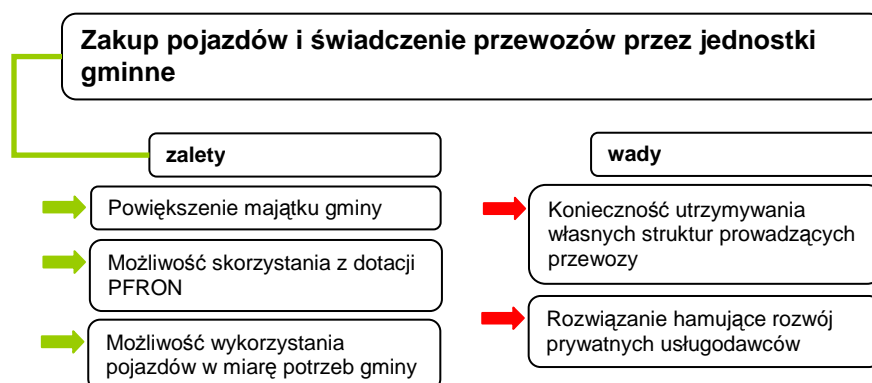 Zakup pojazdów i świadczenie przewozów przez jednostki
gminne
zalety
Powiększenie majątku gminy
Możliwość skorzystania z dotacji
PFRON
Możliwość wykorzystania
pojazdów w miarę potrzeb gminy
wady
Konieczność utrzymywania
własnych struktur prowadzących
przewozy
Rozwiązanie hamujące rozwój
prywatnych usługodawców